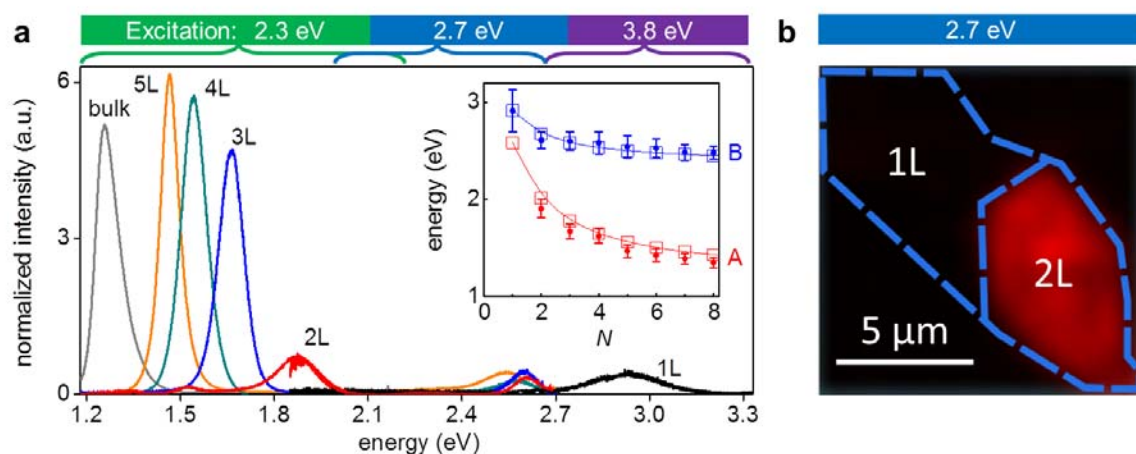 a
Excitation: 2.3 eV
2.7 eV
3.8 eV
normalized intensity (a.u.)
6
3
0
bulk
5L
4L
3L
2L
1L
1.2 1.5 1.8 2.1 2.4 2.7 3.0 3.3
energy (eV)
energy (eV)
3
2
1
B
A
0 2 4 6 8
N
b
2.7 eV
1L
2L
5 μm